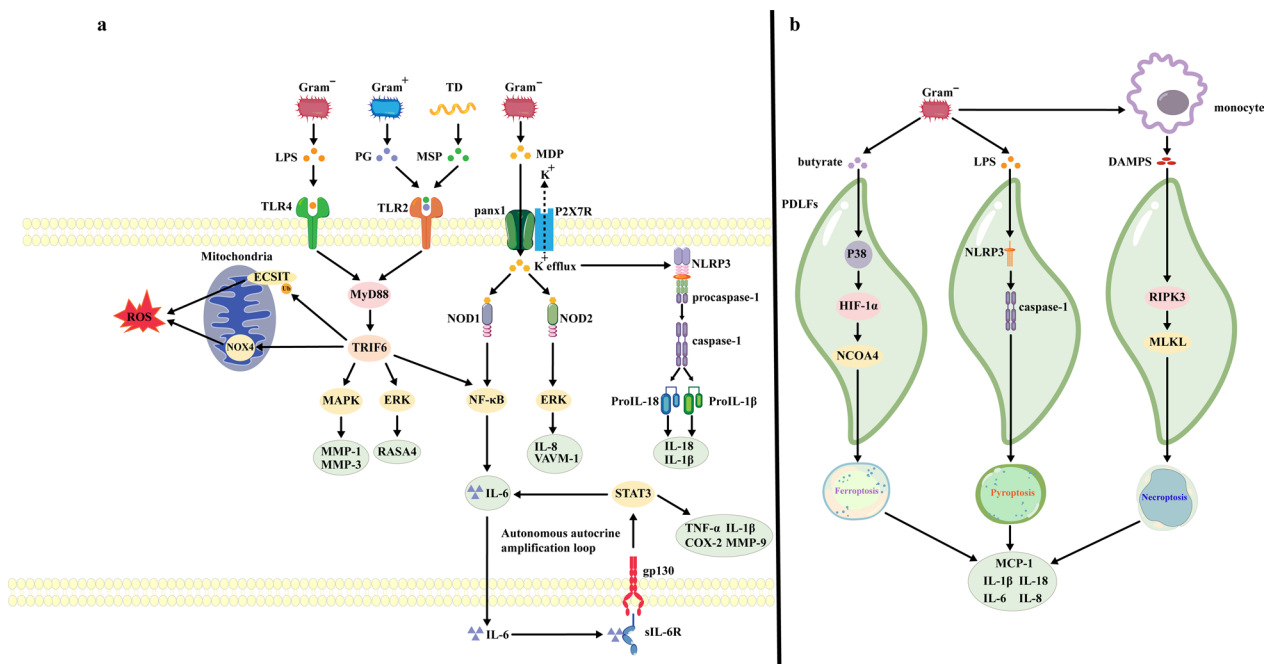 a
Gram⁻
Gram⁺
TD
Gram⁻
LPS
PG
MSP
MDP
K⁺
TLR4
TLR2
panx1
P2X7R
K⁺ efflux
Mitochondria
ECSIT
Ub
ROS
NOX4
MyD88
TRIF6
NOD1
NOD2
NLRP3
procaspase-1
caspase-1
MAPK
ERK
NF-κB
ERK
ProIL-18
ProIL-1β
MMP-1
MMP-3
RASA4
IL-8
VAVM-1
IL-18
IL-1β
IL-6
STAT3
TNF-α IL-1β
COX-2 MMP-9
Autonomous autocrine
amplification loop
gp130
IL-6
sIL-6R
b
Gram⁻
monocyte
butyrate
LPS
DAMPS
PDLFs
P38
NLRP3
HIF-1α
caspase-1
RIPK3
NCOA4
MLKL
Ferroptosis
Pyroptosis
Necroptosis
MCP-1
IL-1β IL-18
IL-6 IL-8